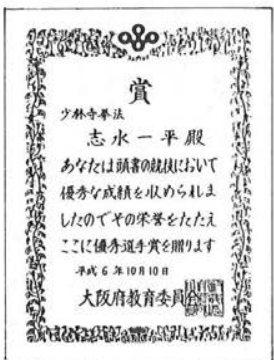 賞
少林寺拳法
志水一平殿
あなたは頭書の競技において
優秀な成績を収められま
したのでその栄誉をたたえ
ここに優秀選手賞を贈ります
平成6年10月10日
大阪府教育委員会